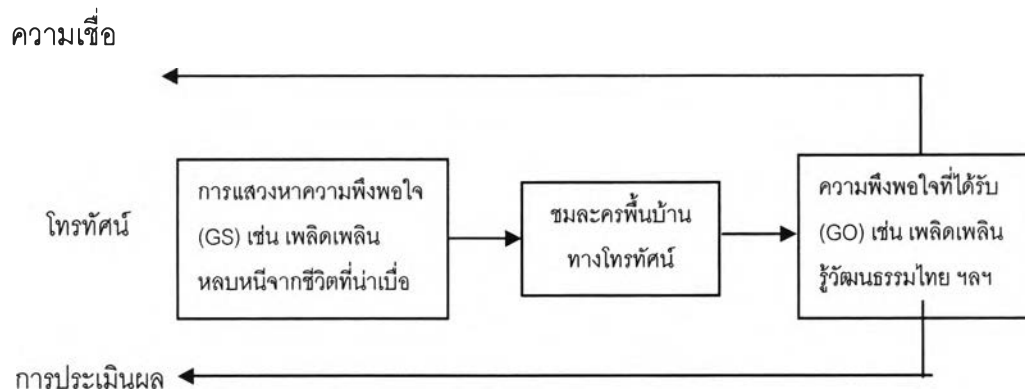 ความเชื่อ
โทรทัศน์
การแสวงหาความพึงพอใจ
(GS) เช่น เพลิดเพลิน
หลบหนีจากชีวิตที่น่าเบื่อ
ชมละครพื้นบ้าน
ทางโทรทัศน์
ความพึงพอใจที่ได้รับ
(GO) เช่น เพลิดเพลิน
รู้วัฒนธรรมไทย ฯลฯ
การประเมินผล